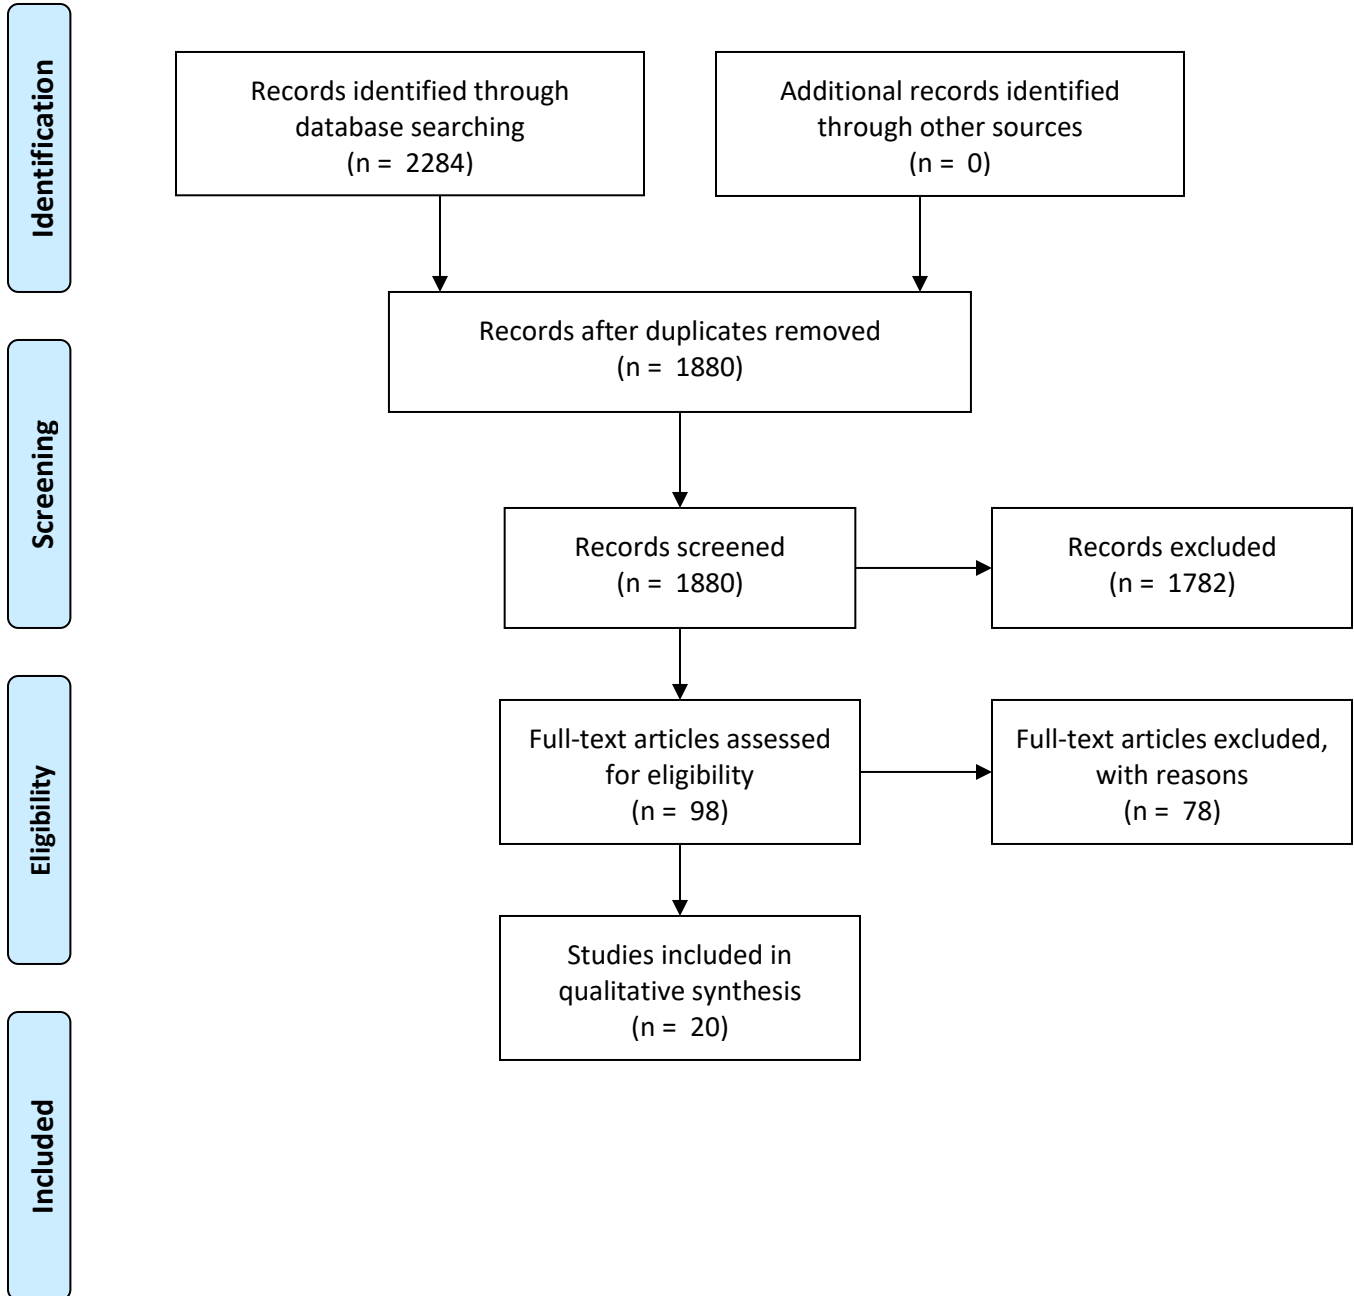 Identification
Records identified through
database searching
(n =  2284)
Additional records identified
through other sources
(n =  0)
Records after duplicates removed
(n =  1880)
Screening
Records screened
(n =  1880)
Records excluded
(n =  1782)
Eligibility
Full-text articles assessed
for eligibility
(n =  98)
Full-text articles excluded,
with reasons
(n =  78)
Studies included in
qualitative synthesis
(n =  20)
Included